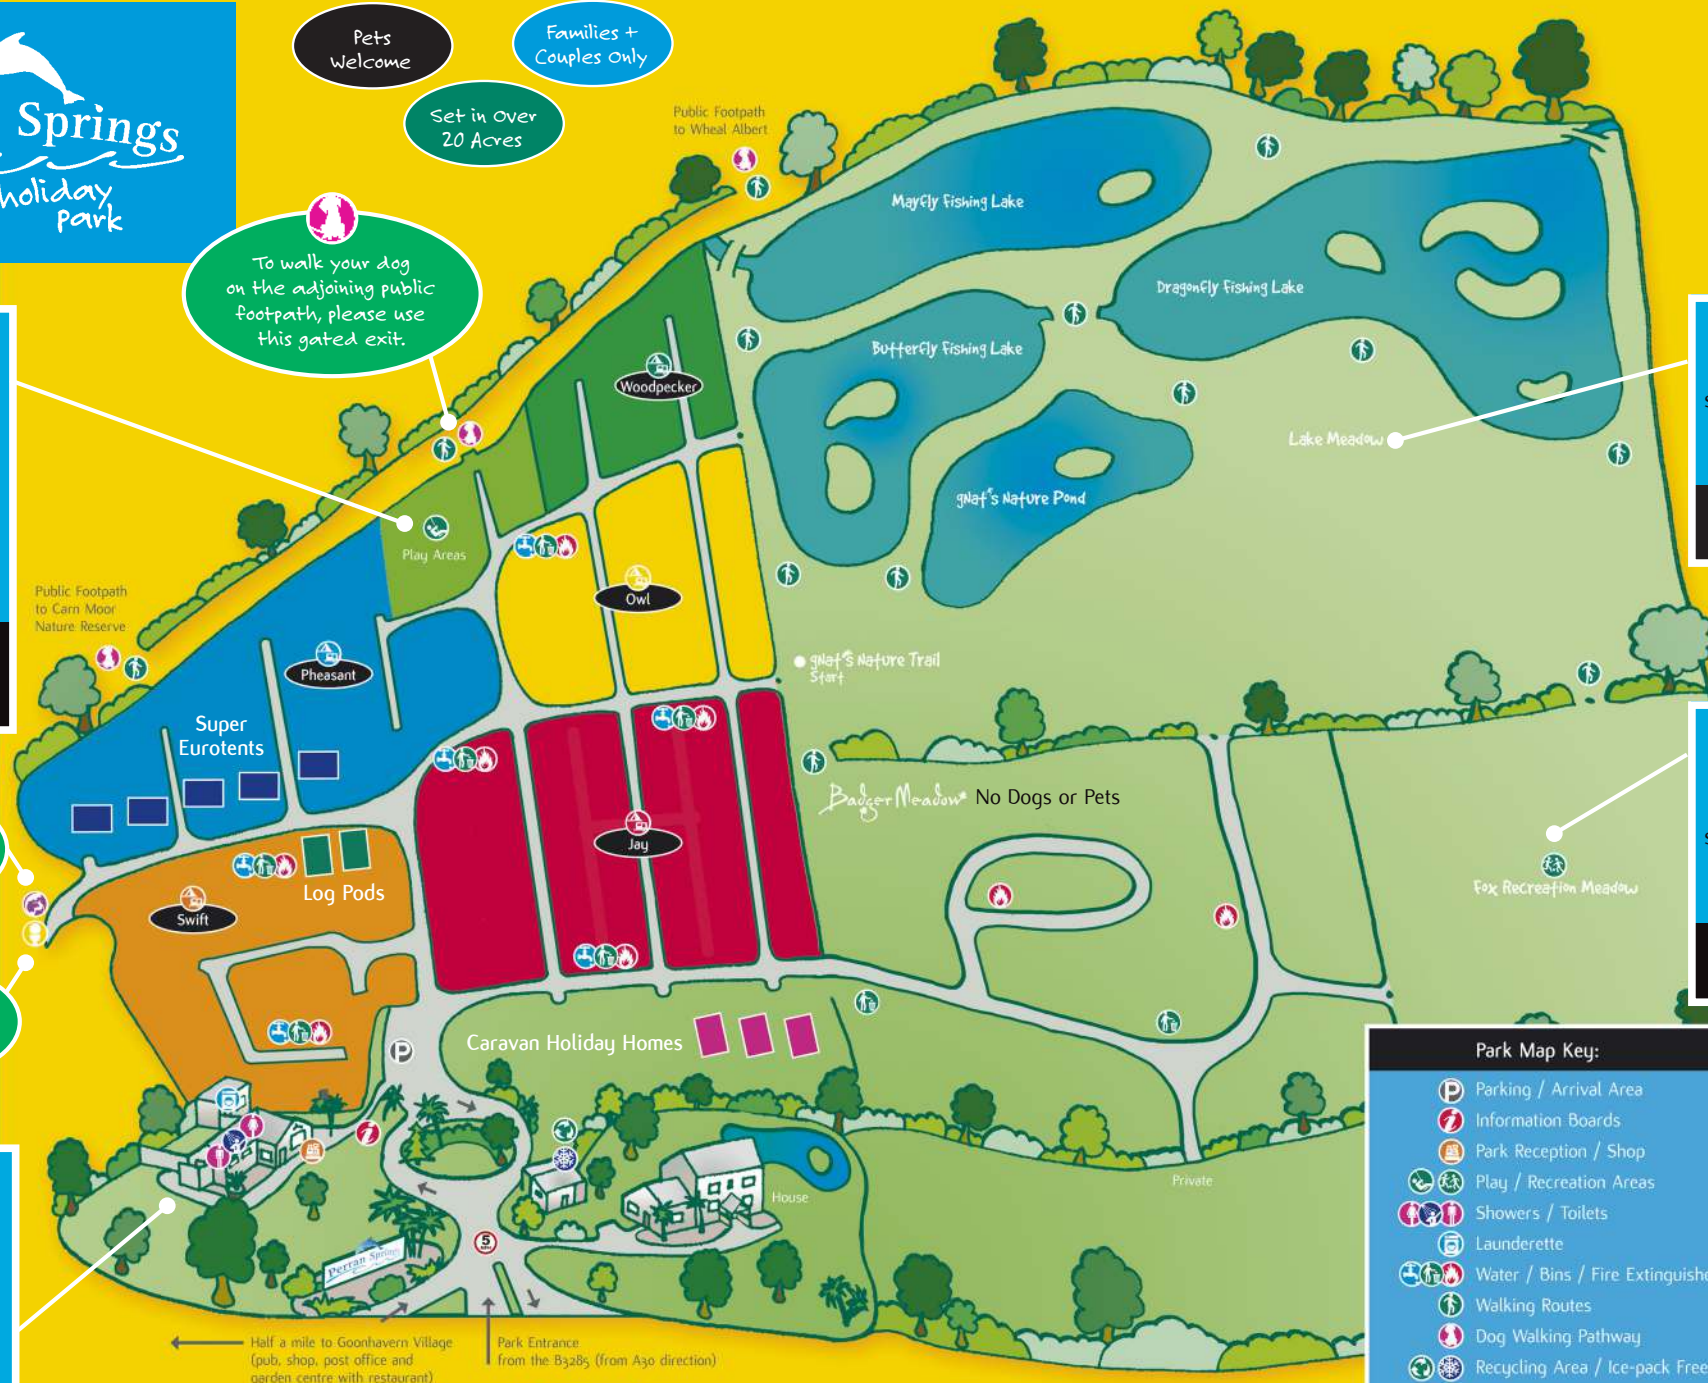 Springs
holiday
park
Pets
Welcome
Families +
Couples Only
Set in Over
20 Acres
Public Footpath
to Wheal Albert
To walk your dog
on the adjoining public
footpath, please use
this gated exit.
Mayfly Fishing Lake
Dragonfly Fishing Lake
Butterfly Fishing Lake
Woodpecker
Lake Meadow
gnat's Nature Pond
Play Areas
Owl
Public Footpath
to Carn Moor
Nature Reserve
Pheasant
gnat's Nature Trail
Start
Super
Eurotents
Badger Meadow
No Dogs or Pets
Jay
Log Pods
Swift
Fox Recreation Meadow
Caravan Holiday Homes
P
i
House
Private
5
Perran Springs
Half a mile to Goonhavern Village
(pub, shop, post office and
garden centre with restaurant)
Park Entrance
from the B3285 (from A30 direction)
Park Map Key:
P Parking / Arrival Area
i Information Boards
Park Reception / Shop
Play / Recreation Areas
Showers / Toilets
Launderette
Water / Bins / Fire Extinguishe
Walking Routes
Dog Walking Pathway
Recycling Area / Ice-pack Free